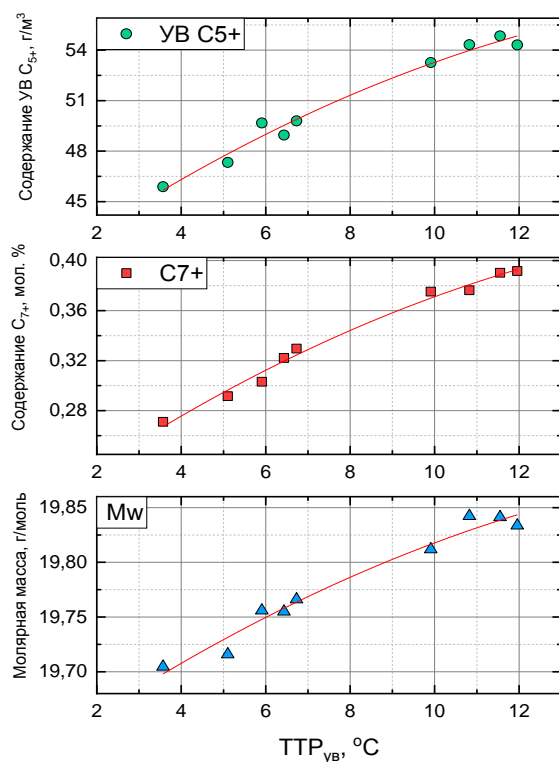 УВ C5+
Содержание УВ C₅₊, г/м³
54
51
48
45
2 4 6 8 10 12
C7+
Содержание C₇₊, мол. %
0,40
0,36
0,32
0,28
2 4 6 8 10 12
Mw
Молярная масса, г/моль
19,85
19,80
19,75
19,70
2 4 6 8 10 12
ТТР_ув, °C